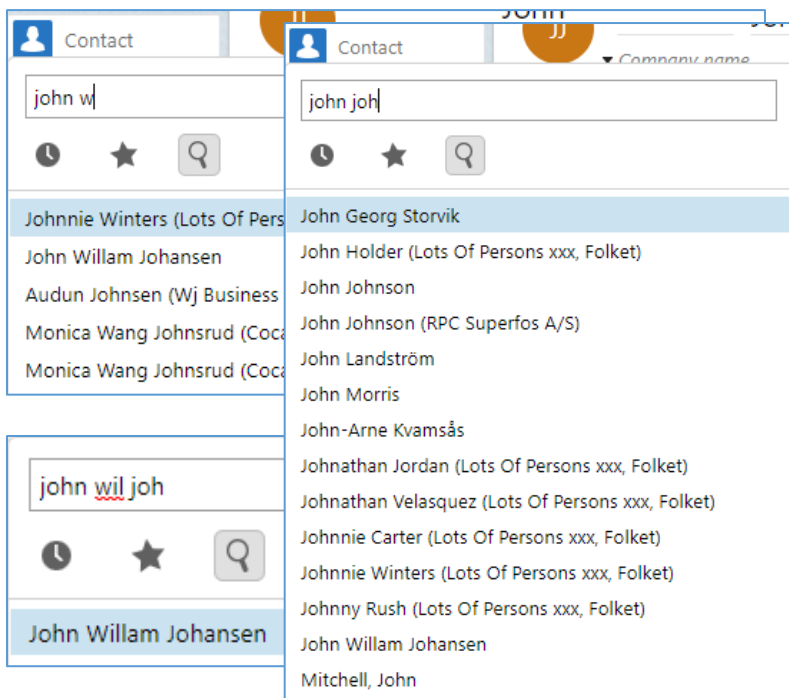 Contact
john w
Johnnie Winters (Lots Of Pers
John Willam Johansen
Audun Johnsen (Wj Business
Monica Wang Johnsrud (Coca
Monica Wang Johnsrud (Coca
john wil joh
John Willam Johansen
John
JJ
Contact
Company name
john joh
John Georg Storvik
John Holder (Lots Of Persons xxx, Folket)
John Johnson
John Johnson (RPC Superfos A/S)
John Landström
John Morris
John-Arne Kvamsås
Johnathan Jordan (Lots Of Persons xxx, Folket)
Johnathan Velasquez (Lots Of Persons xxx, Folket)
Johnnie Carter (Lots Of Persons xxx, Folket)
Johnnie Winters (Lots Of Persons xxx, Folket)
Johnny Rush (Lots Of Persons xxx, Folket)
John Willam Johansen
Mitchell, John